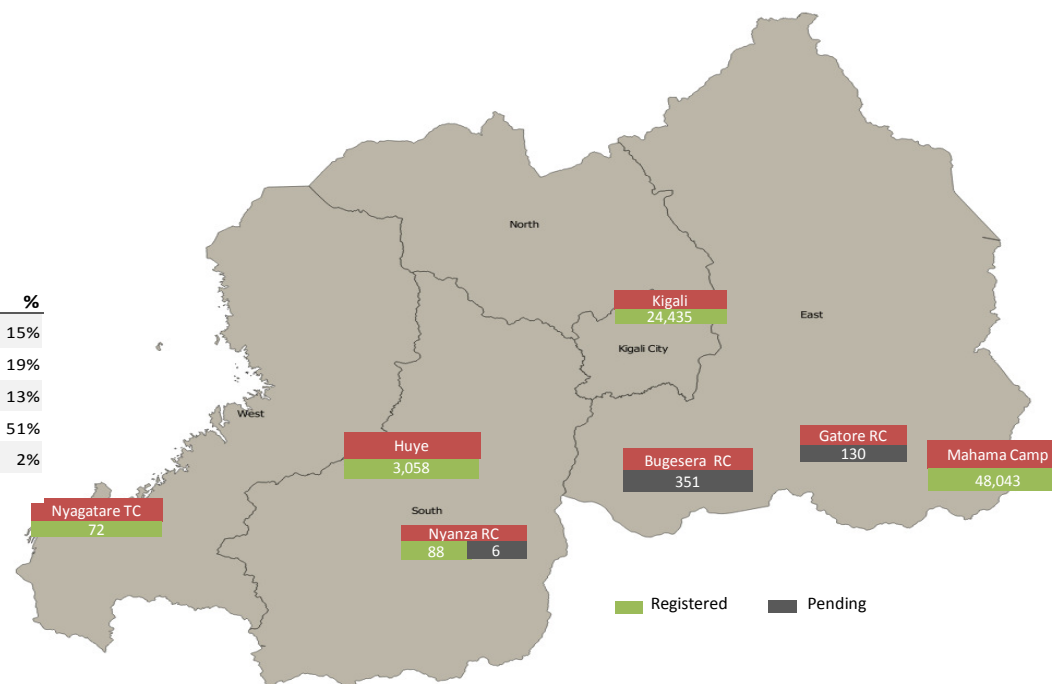 North
%
Kigali
24,435
15%
East
19%
Kigali City
13%
West
51%
Gatore RC
130
Huye
3,058
2%
Bugesera RC
351
Mahama Camp
48,043
Nyagatare TC
72
South
Nyanza RC
88 6
Registered Pending